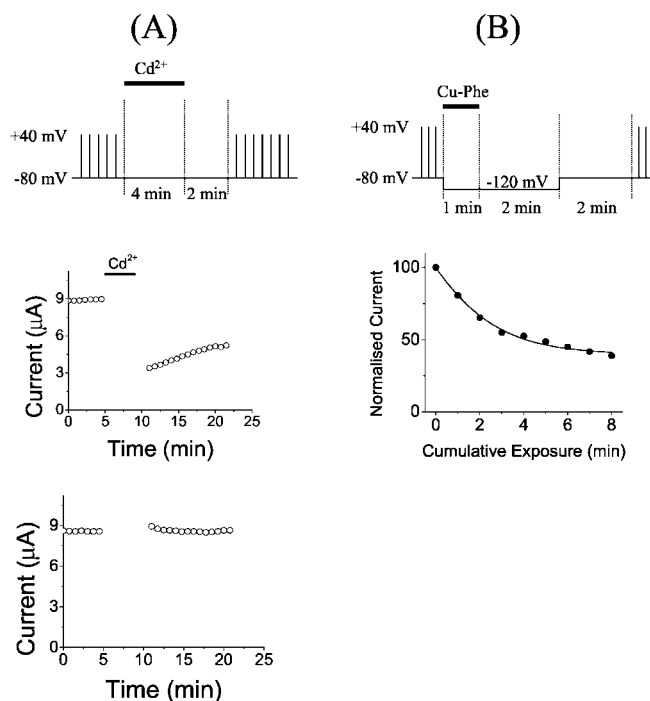 (A)
Cd²⁺
+40 mV
-80 mV
4 min
2 min
Cd²⁺
9
6
3
0
Current (μA)
0 5 10 15 20 25
Time (min)
9
6
3
0
Current (μA)
0 5 10 15 20 25
Time (min)
(B)
Cu-Phe
+40 mV
-80 mV
-120 mV
1 min
2 min
2 min
100
50
0
Normalised Current
0 2 4 6 8
Cumulative Exposure (min)